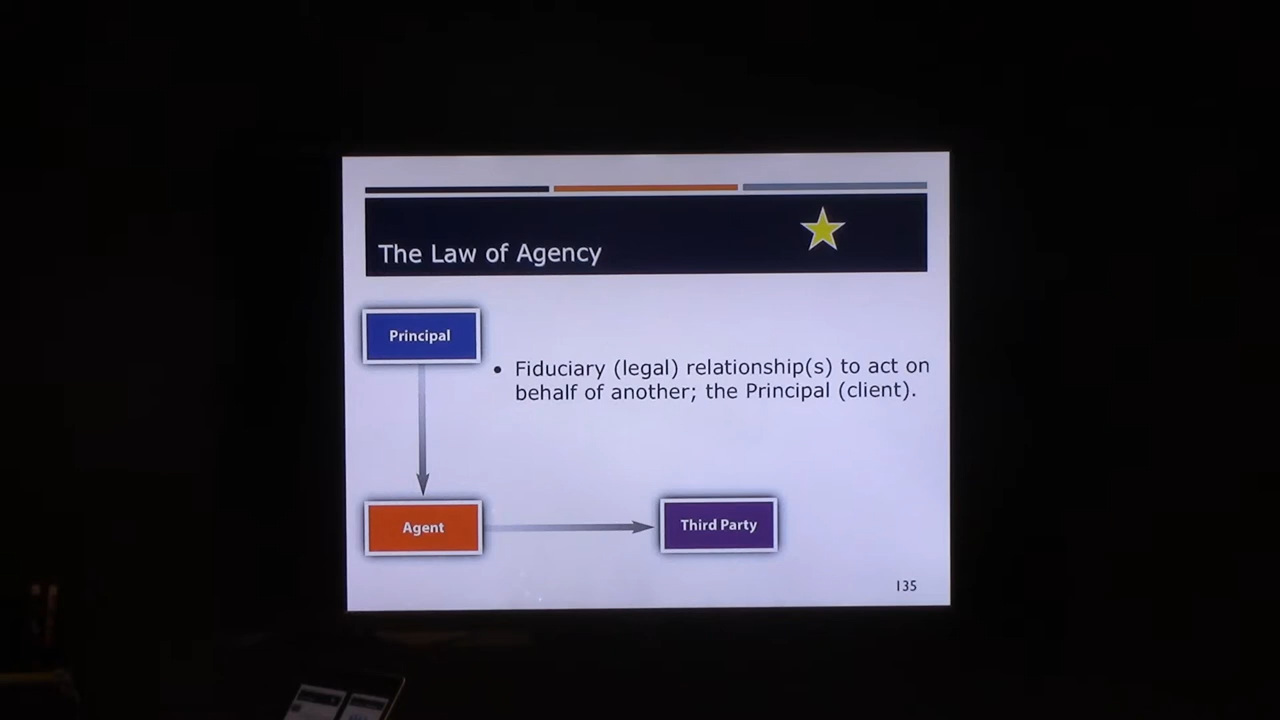 The Law of Agency
Principal
• Fiduciary (legal) relationship(s) to act on
behalf of another; the Principal (client).
Agent
Third Party
135